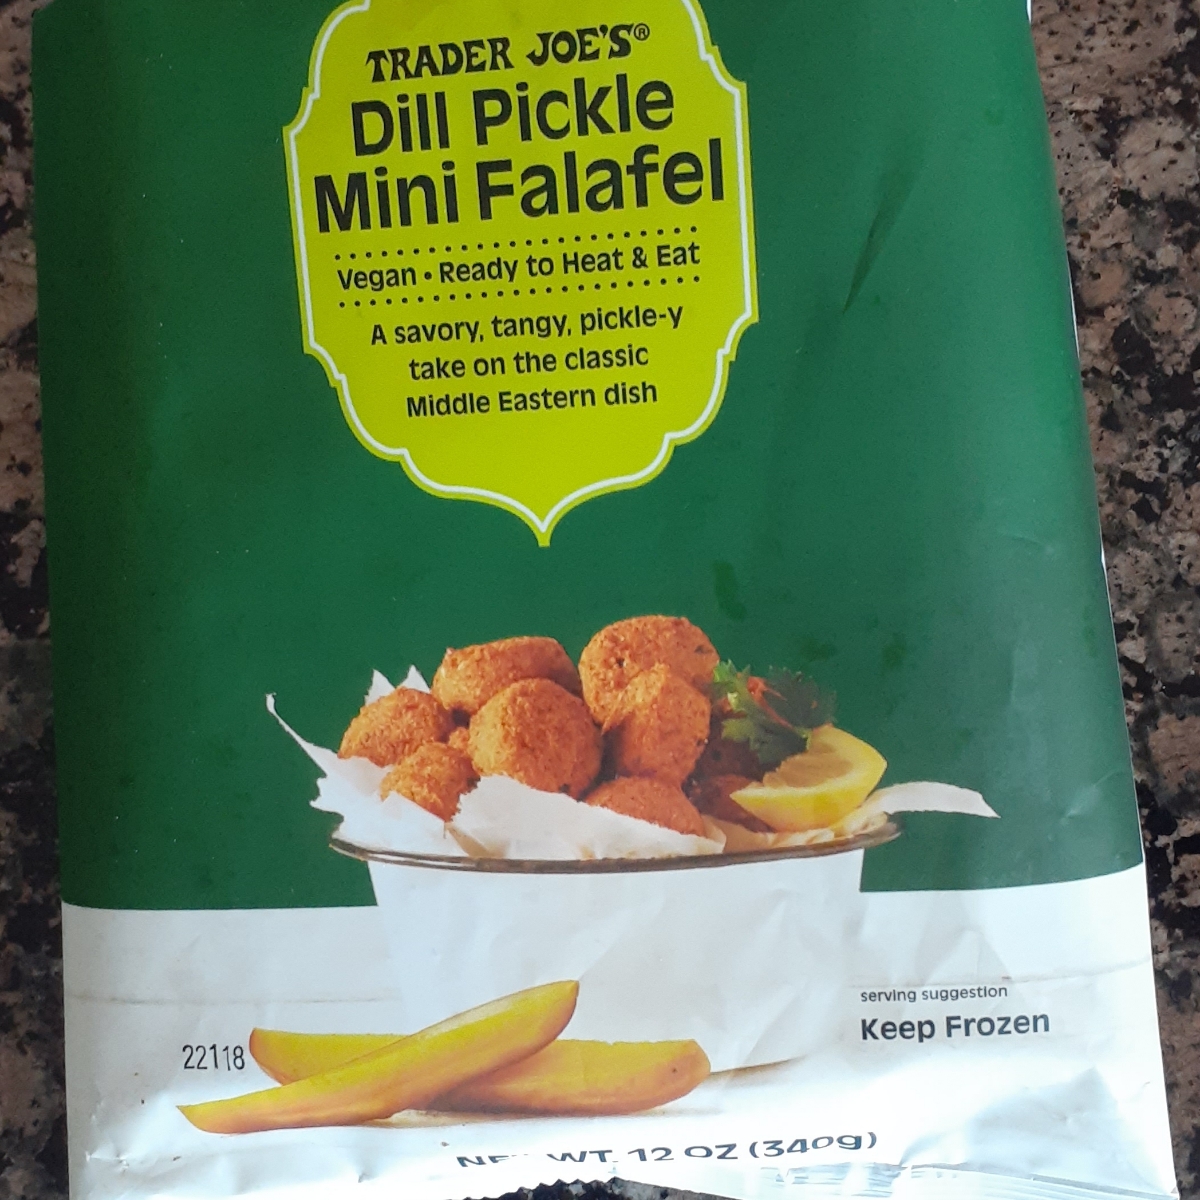 TRADER JOE'S®
Dill Pickle
Mini Falafel
Vegan • Ready to Heat & Eat
A savory, tangy, pickle-y
take on the classic
Middle Eastern dish
serving suggestion
Keep Frozen
22118
WT. 12 OZ (340g)